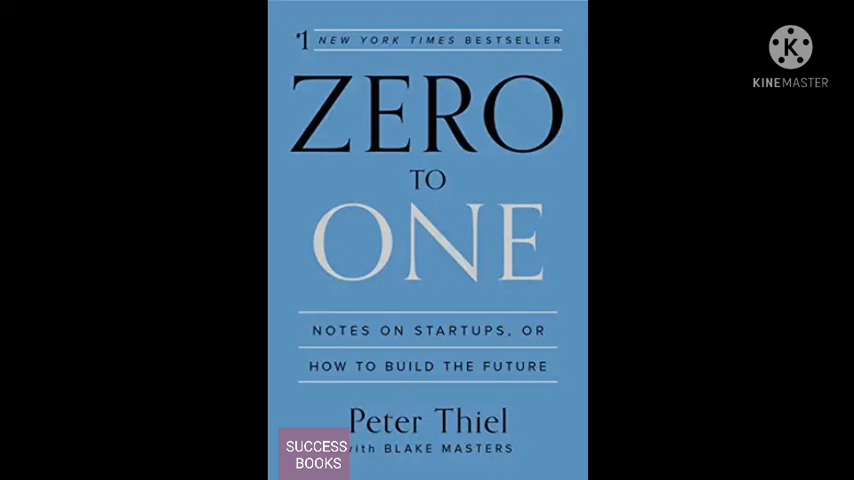 #1 NEW YORK TIMES BESTSELLER
ZERO
TO
ONE
NOTES ON STARTUPS, OR
HOW TO BUILD THE FUTURE
Peter Thiel
with BLAKE MASTERS
SUCCESS
BOOKS
KINEMASTER